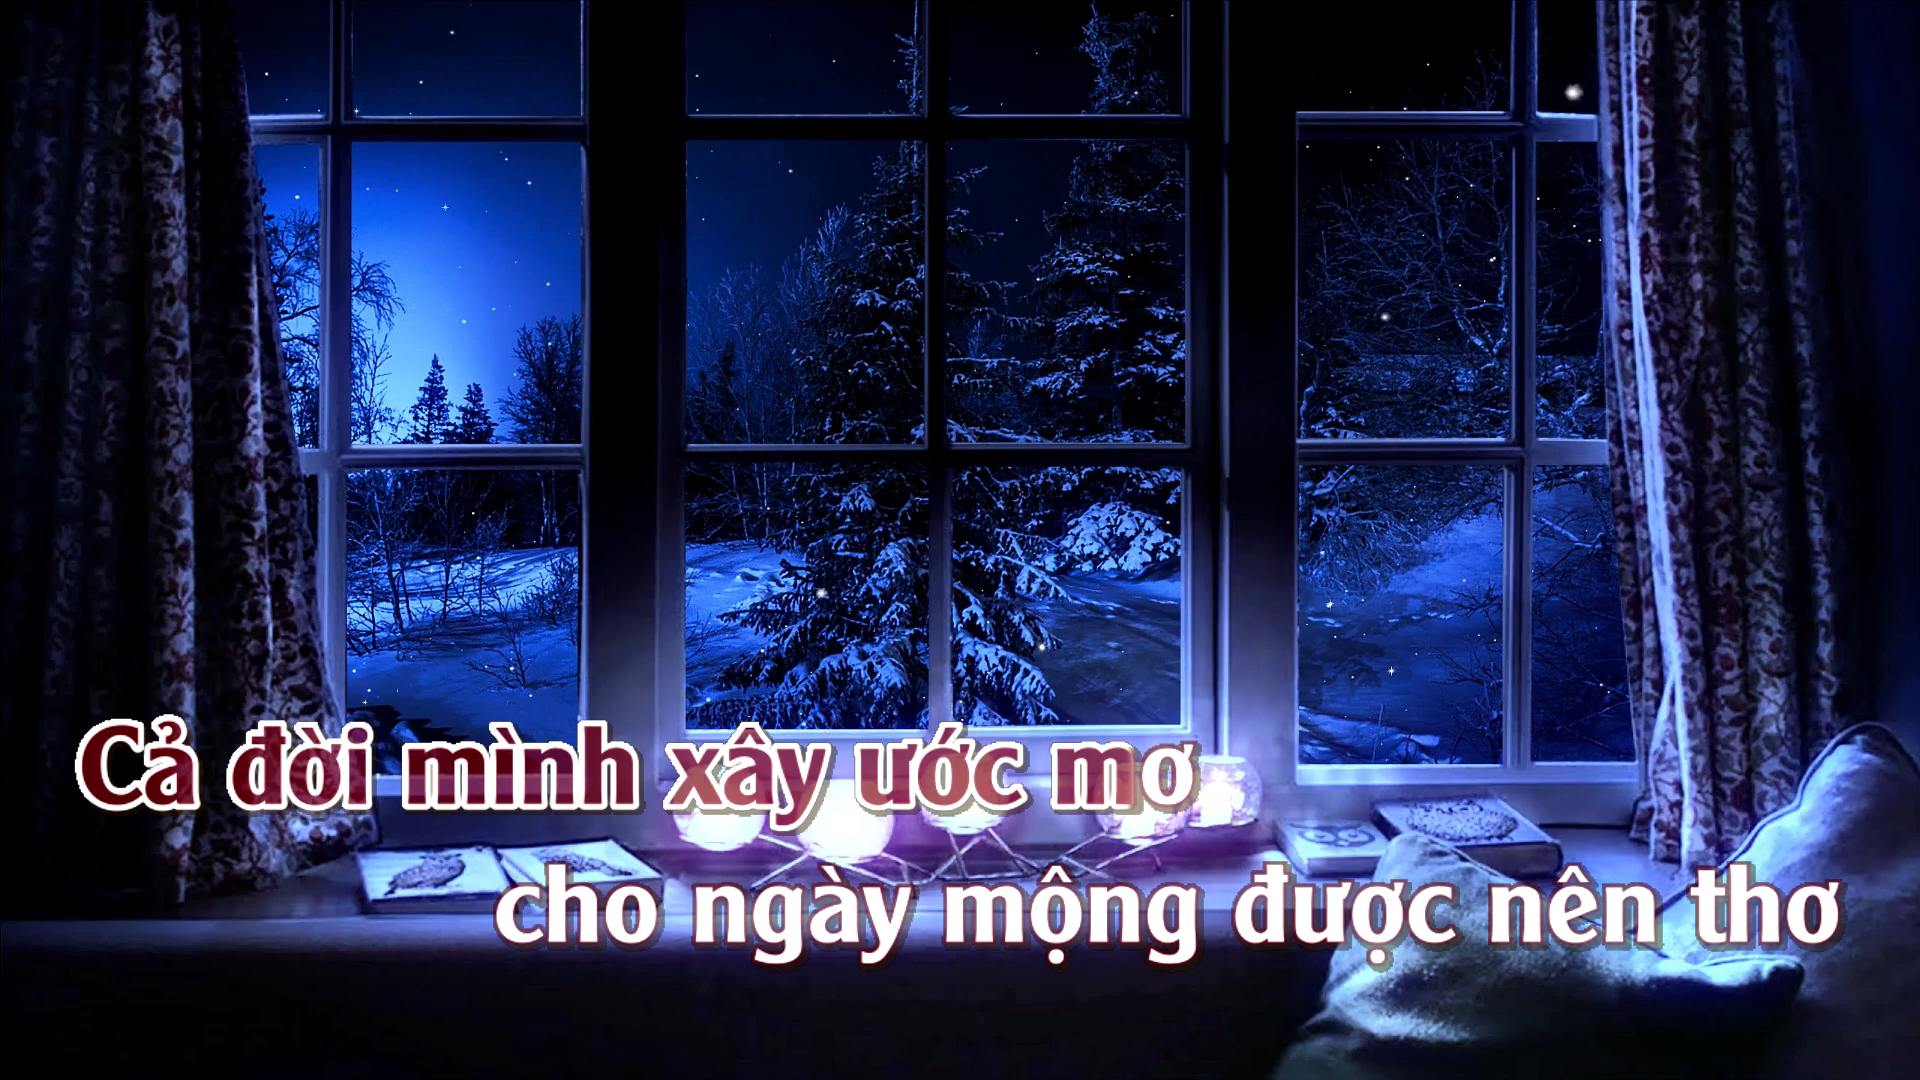 Cả đời mình xây ước mơ
cho ngày mộng được nên thơ